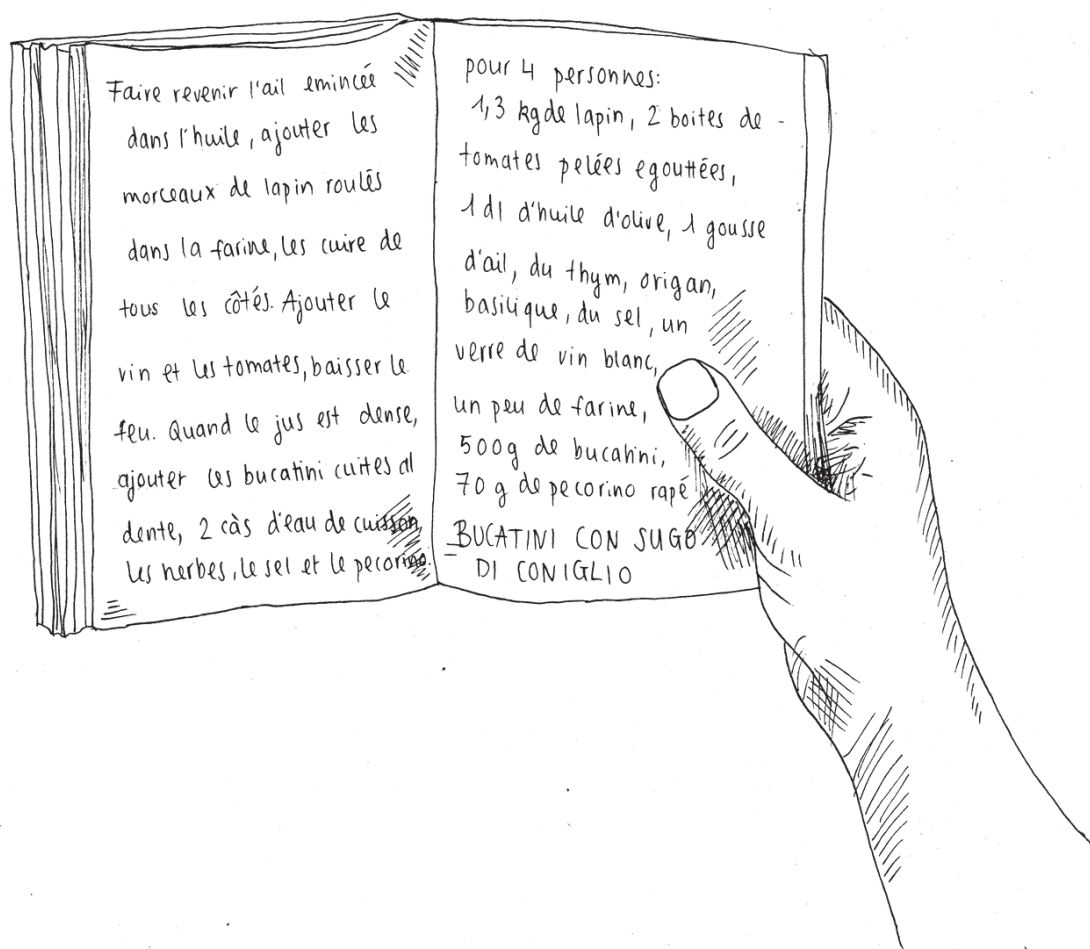 Faire revenir l'ail emincée
dans l'huile, ajouter les
morceaux de lapin roulés
dans la farine, les cuire de
tous les côtés. Ajouter le
vin et les tomates, baisser le
feu. Quand le jus est dense,
ajouter les bucatini cuites al
dente, 2 càs d'eau de cuisson,
les herbes, le sel et le pecorino.
pour 4 personnes:
1,3 kg de lapin, 2 boites de -
tomates pelées egouttées,
1 dl d'huile d'olive, 1 gousse
d'ail, du thym, origan,
basilique, du sel, un
verre de vin blanc,
un peu de farine,
500g de bucatini,
70 g de pecorino rapé
BUCATINI CON SUGO
DI CONIGLIO